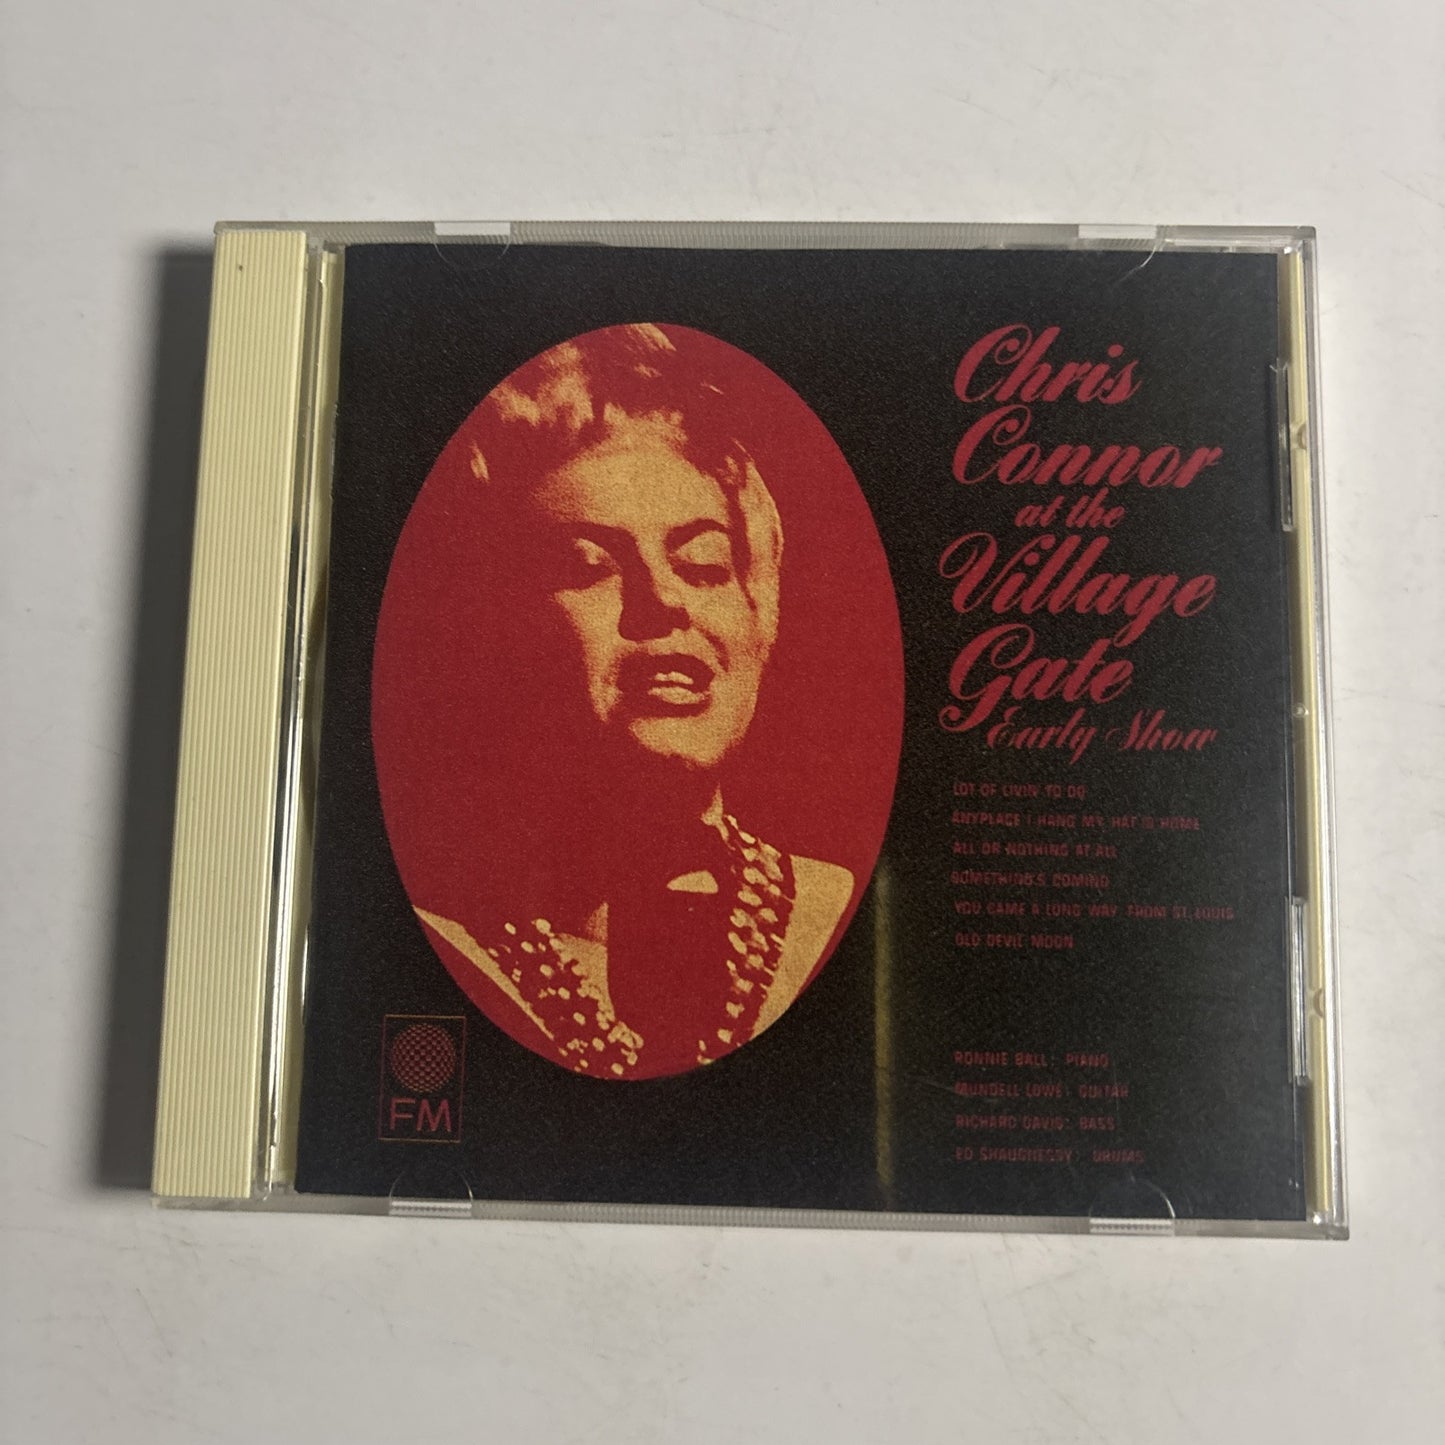 Chris
Connor
at the
Village
Gate
Early Show
LOT OF LIVIN' TO DO
ANYPLACE I HANG MY HAT IS HOME
ALL OR NOTHING AT ALL
SOMETHING'S COMING
YOU CAME A LONG WAY FROM ST. LOUIS
OLD DEVIL MOON
RONNIE BALL: PIANO
MUNDELL LOWE: GUITAR
RICHARD DAVIS: BASS
ED SHAUGHNESSY: DRUMS
FM